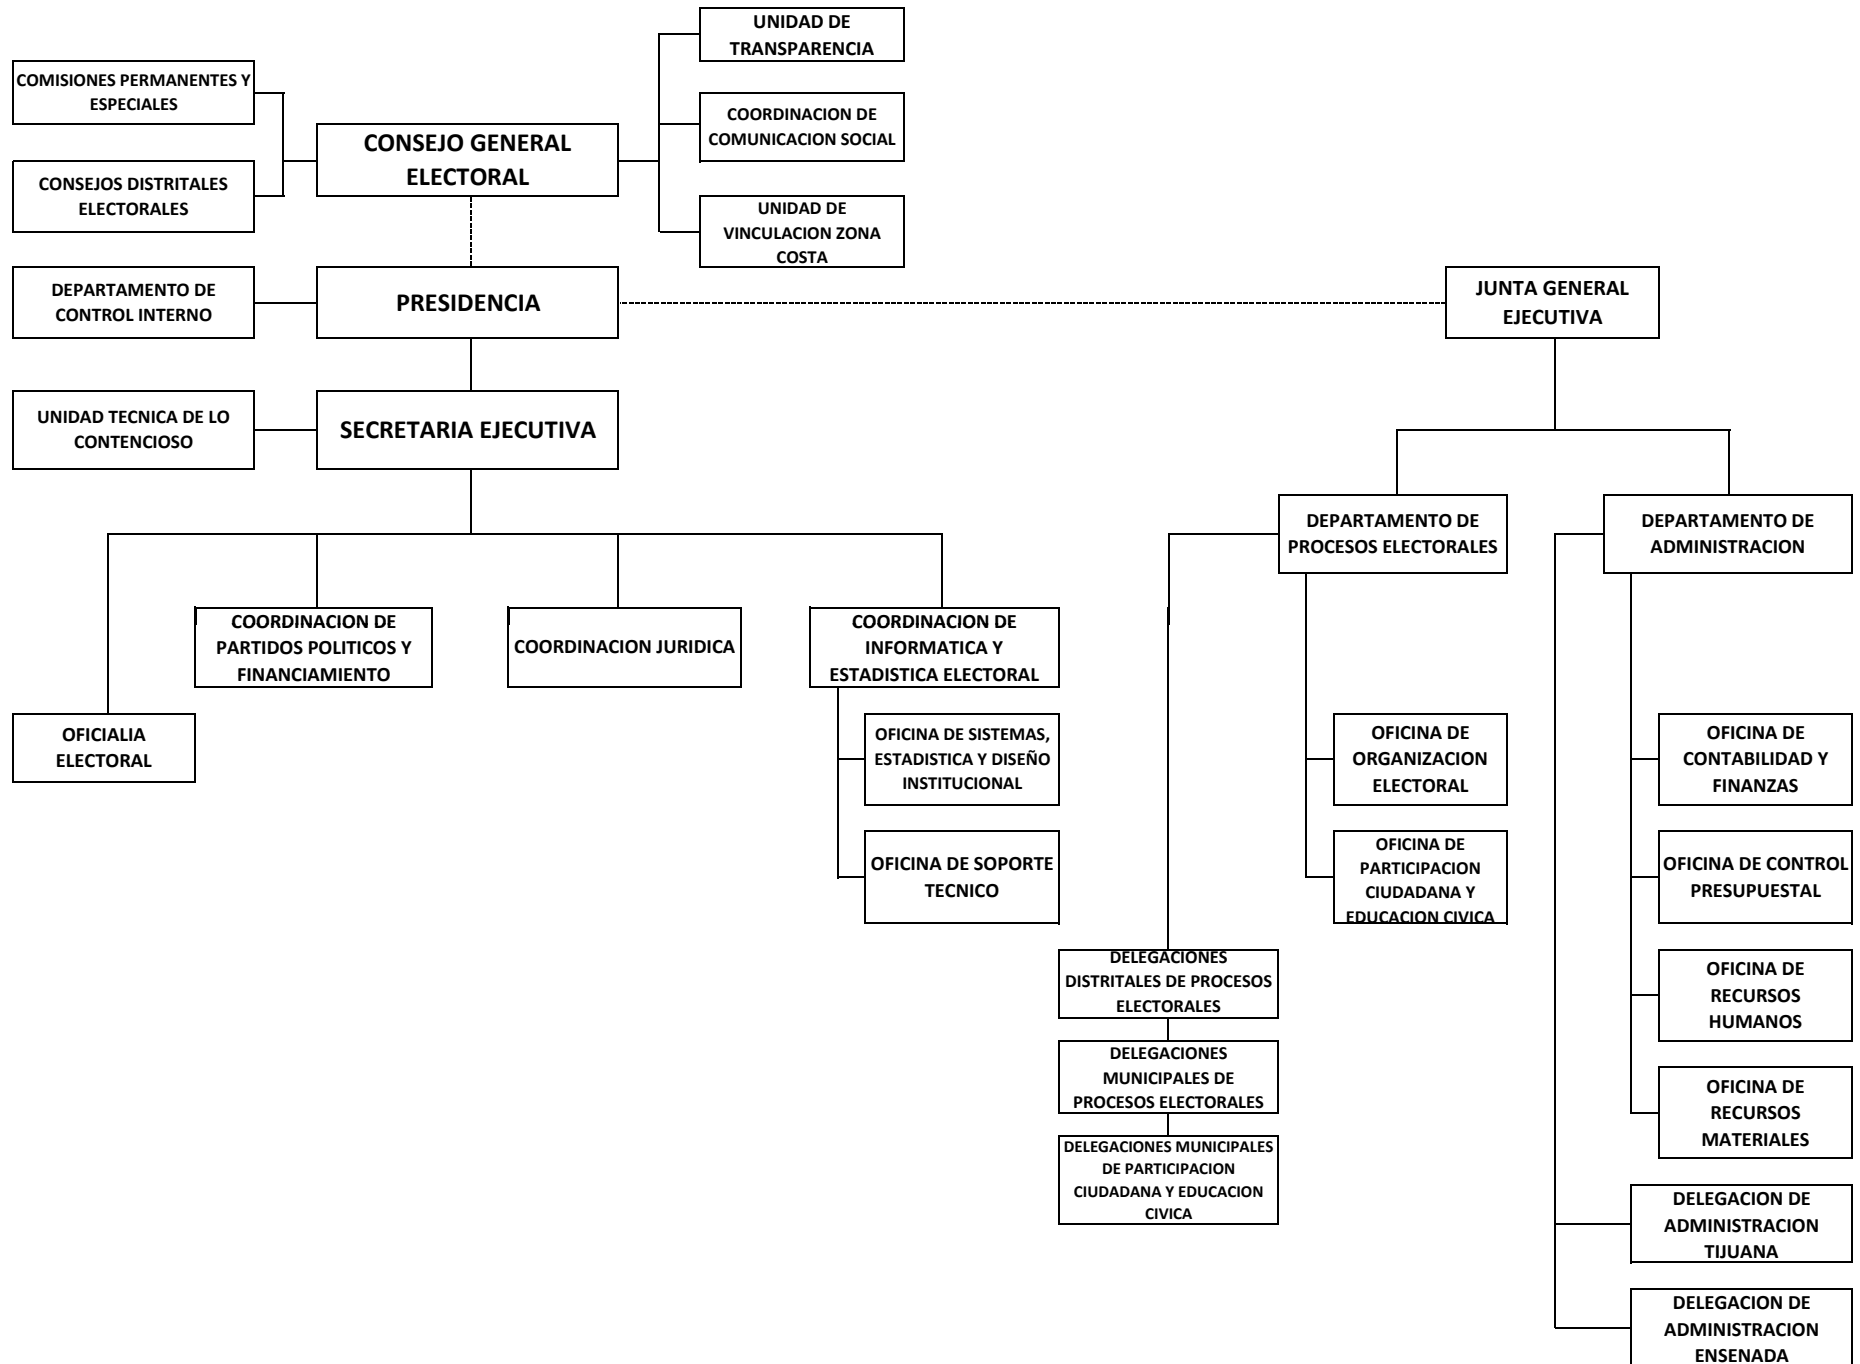 UNIDAD DE
TRANSPARENCIA
COMISIONES PERMANENTES Y
ESPECIALES
COORDINACION DE
COMUNICACION SOCIAL
CONSEJO GENERAL
ELECTORAL
CONSEJOS DISTRITALES
ELECTORALES
UNIDAD DE
VINCULACION ZONA
COSTA
DEPARTAMENTO DE
CONTROL INTERNO
PRESIDENCIA
JUNTA GENERAL
EJECUTIVA
UNIDAD TECNICA DE LO
CONTENCIOSO
SECRETARIA EJECUTIVA
DEPARTAMENTO DE
PROCESOS ELECTORALES
DEPARTAMENTO DE
ADMINISTRACION
COORDINACION DE
PARTIDOS POLITICOS Y
FINANCIAMIENTO
COORDINACION JURIDICA
COORDINACION DE
INFORMATICA Y
ESTADISTICA ELECTORAL
OFICIALIA
ELECTORAL
OFICINA DE SISTEMAS,
ESTADISTICA Y DISEÑO
INSTITUCIONAL
OFICINA DE
ORGANIZACION
ELECTORAL
OFICINA DE
CONTABILIDAD Y
FINANZAS
OFICINA DE SOPORTE
TECNICO
OFICINA DE
PARTICIPACION
CIUDADANA Y
EDUCACION CIVICA
OFICINA DE CONTROL
PRESUPUESTAL
DELEGACIONES
DISTRITALES DE PROCESOS
ELECTORALES
OFICINA DE
RECURSOS
HUMANOS
DELEGACIONES
MUNICIPALES DE
PROCESOS ELECTORALES
OFICINA DE
RECURSOS
MATERIALES
DELEGACIONES MUNICIPALES
DE PARTICIPACION
CIUDADANA Y EDUCACION
CIVICA
DELEGACION DE
ADMINISTRACION
TIJUANA
DELEGACION DE
ADMINISTRACION
ENSENADA